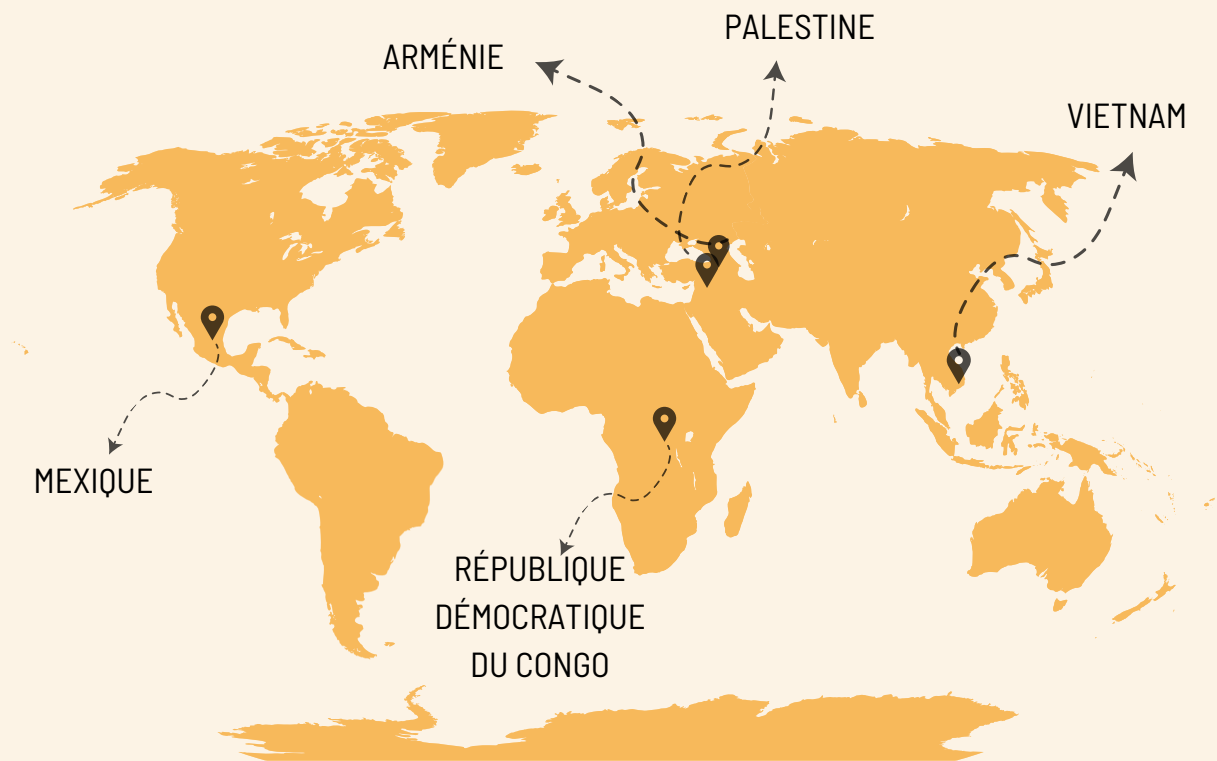 PALESTINE
ARMÉNIE
VIETNAM
MEXIQUE
RÉPUBLIQUE
DÉMOCRATIQUE
DU CONGO